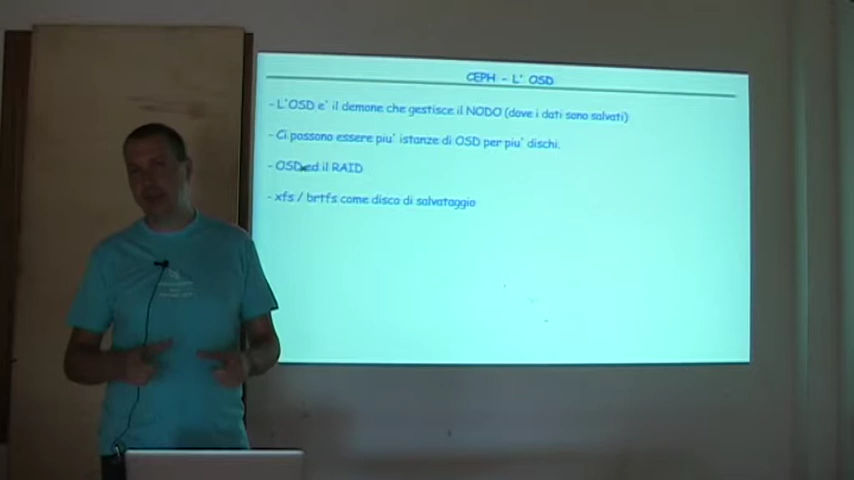 CEPH - L' OSD
- L'OSD e' il demone che gestisce il NODO (dove i dati sono salvati)
- Ci possono essere piu' istanze di OSD per piu' dischi.
- OSD ed il RAID
- xfs / brtfs come disco di salvataggio